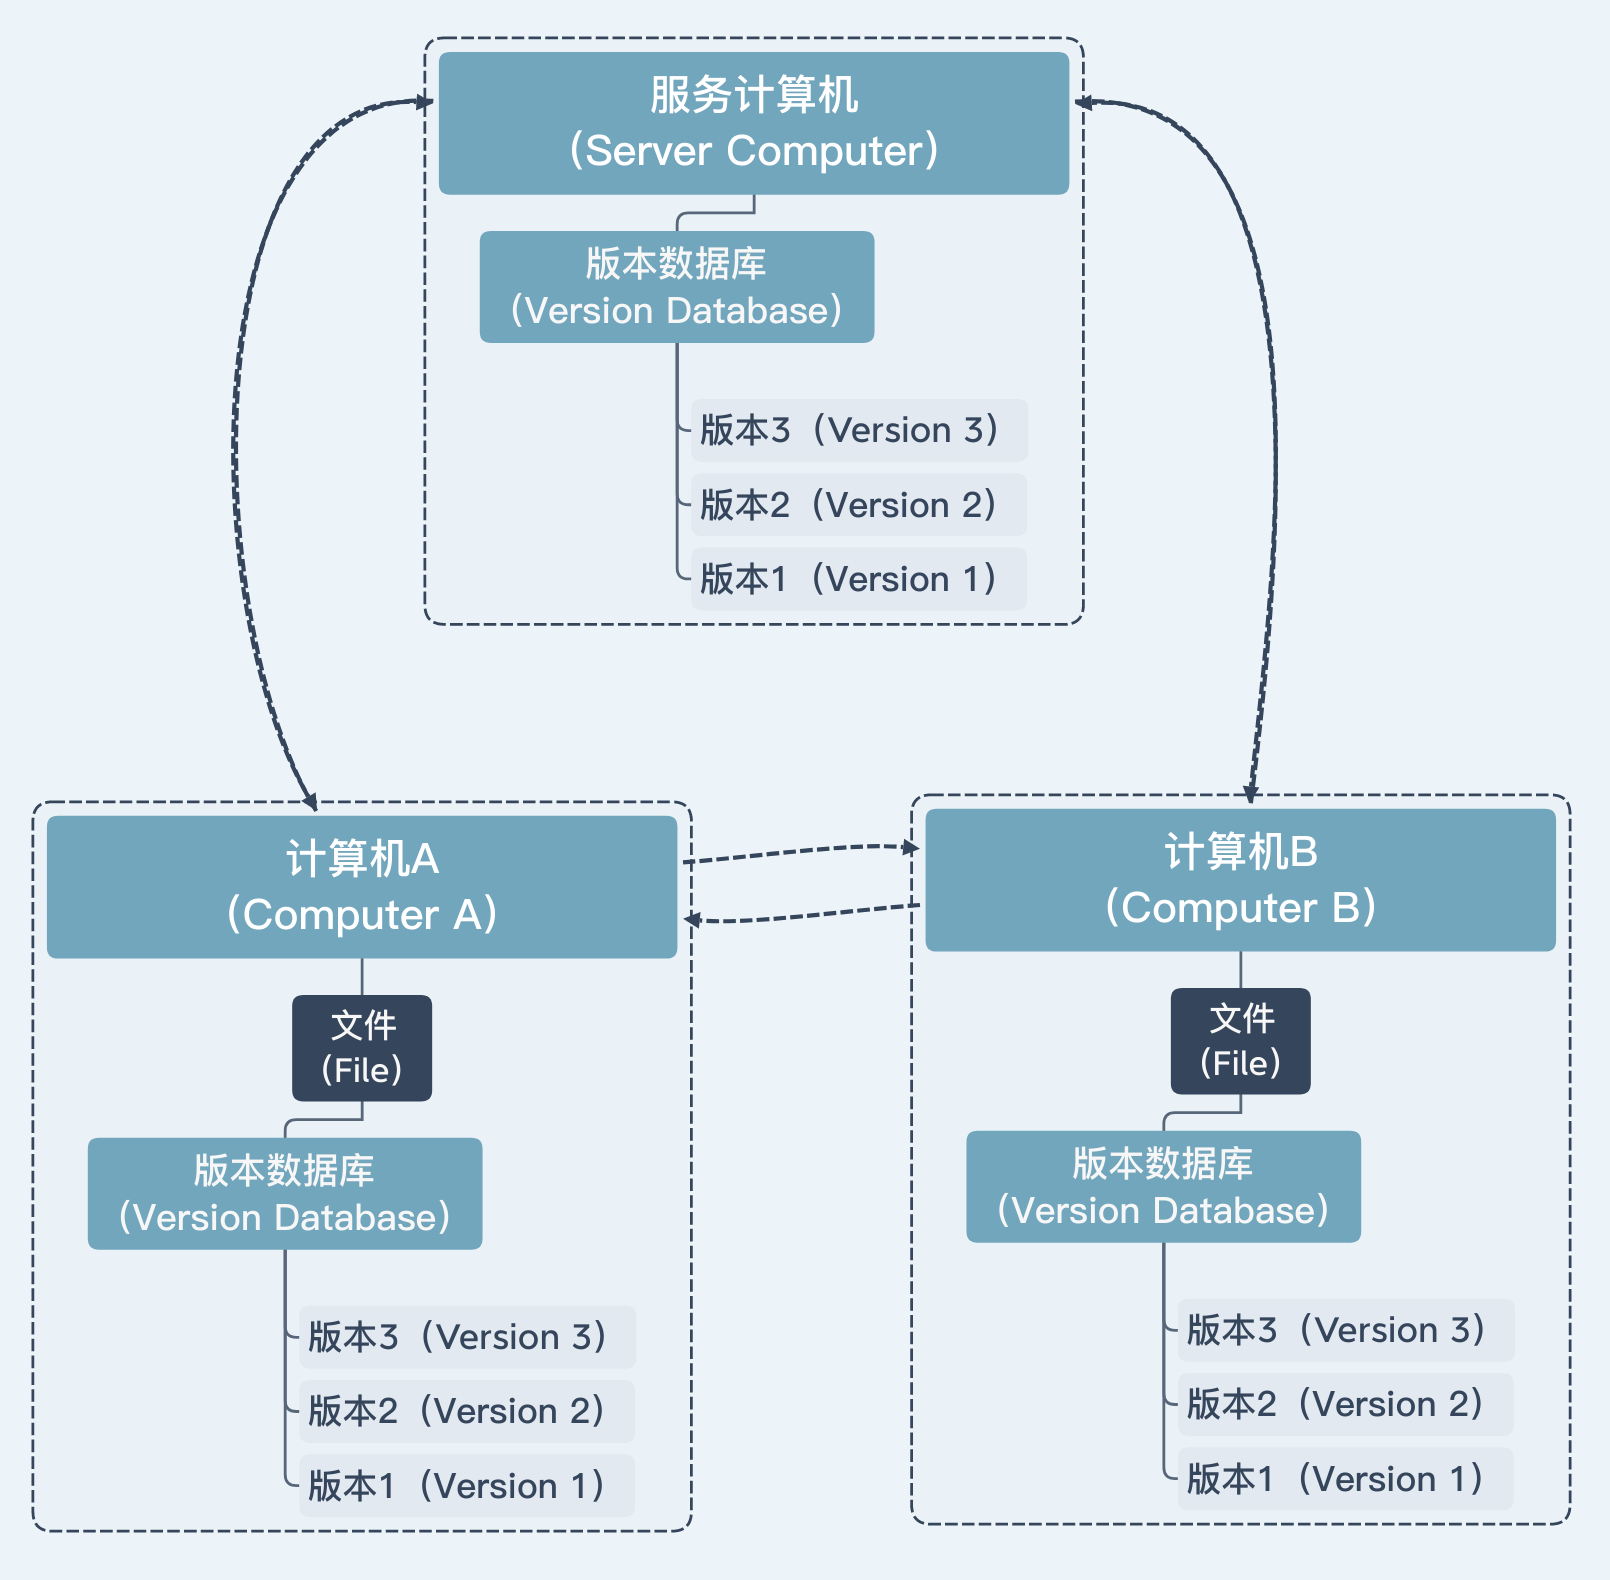 服务计算机
(Server Computer)
版本数据库
(Version Database)
版本3（Version 3）
版本2（Version 2）
版本1（Version 1）
计算机A
(Computer A)
文件
(File)
版本数据库
(Version Database)
版本3（Version 3）
版本2（Version 2）
版本1（Version 1）
计算机B
(Computer B)
文件
(File)
版本数据库
(Version Database)
版本3（Version 3）
版本2（Version 2）
版本1（Version 1）